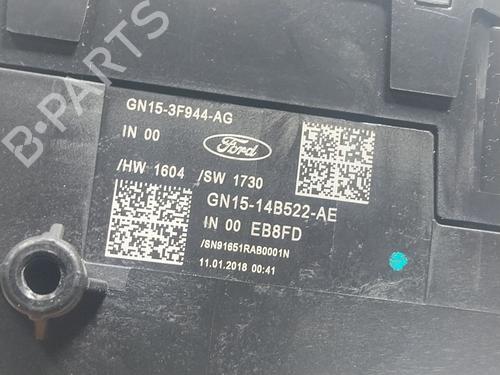 GN15-3F944-AG
IN 00
Ford
/HW 1604 /SW 1730
GN15-14B522-AE
IN 00 EB8FD
/SN91651RAB0001N
11.01.2018 00:41
B-PARTS